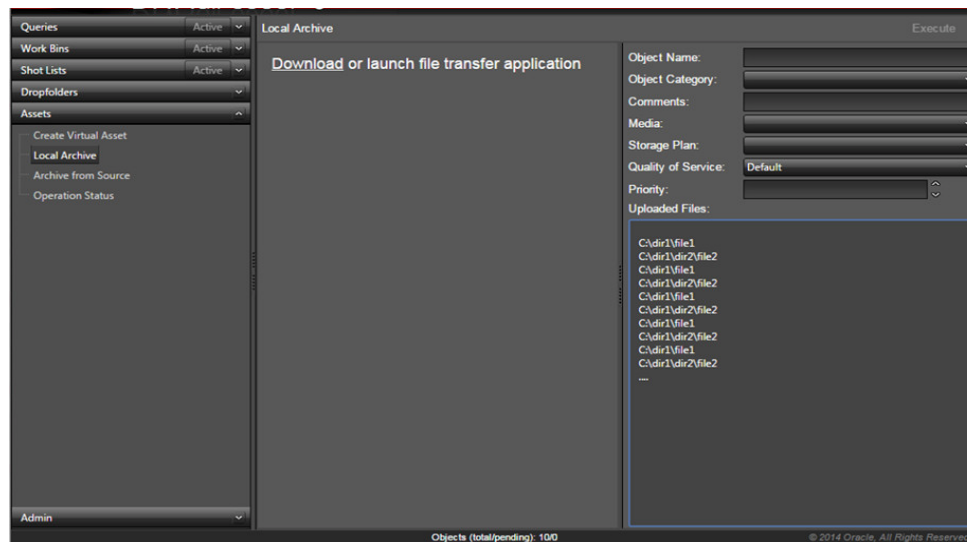 Queries Active
Work Bins Active
Shot Lists Active
Dropfolders
Assets
Create Virtual Asset
Local Archive
Archive from Source
Operation Status
Admin
Local Archive
Execute
Download or launch file transfer application
Object Name:
Object Category:
Comments:
Media:
Storage Plan:
Quality of Service: Default
Priority:
Uploaded Files:
C:\dir1\file1
C:\dir1\dir2\file2
C:\dir1\file1
C:\dir1\dir2\file2
C:\dir1\file1
C:\dir1\dir2\file2
C:\dir1\file1
C:\dir1\dir2\file2
C:\dir1\file1
C:\dir1\dir2\file2
....
Objects (total/pending): 10/0
© 2014 Oracle, All Rights Reserved